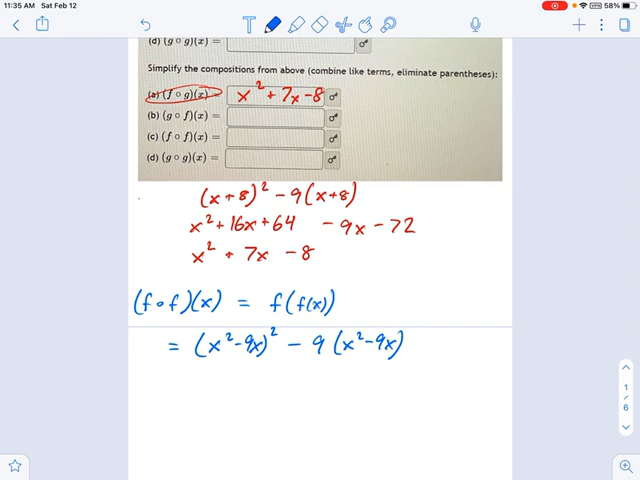 11:35 AM Sat Feb 12
VPN 58%
(d) (g ∘ g)(x) =
Simplify the compositions from above (combine like terms, eliminate parentheses):
(a) (f ∘ g)(x) = x² + 7x - 8
(b) (g ∘ f)(x) =
(c) (f ∘ f)(x) =
(d) (g ∘ g)(x) =
(x + 8)² - 9(x+8)
x² + 16x + 64 - 9x - 72
x² + 7x - 8
(f ∘ f)(x) = f(f(x))
= (x² - 9x)² - 9 (x² - 9x)
1
/
6